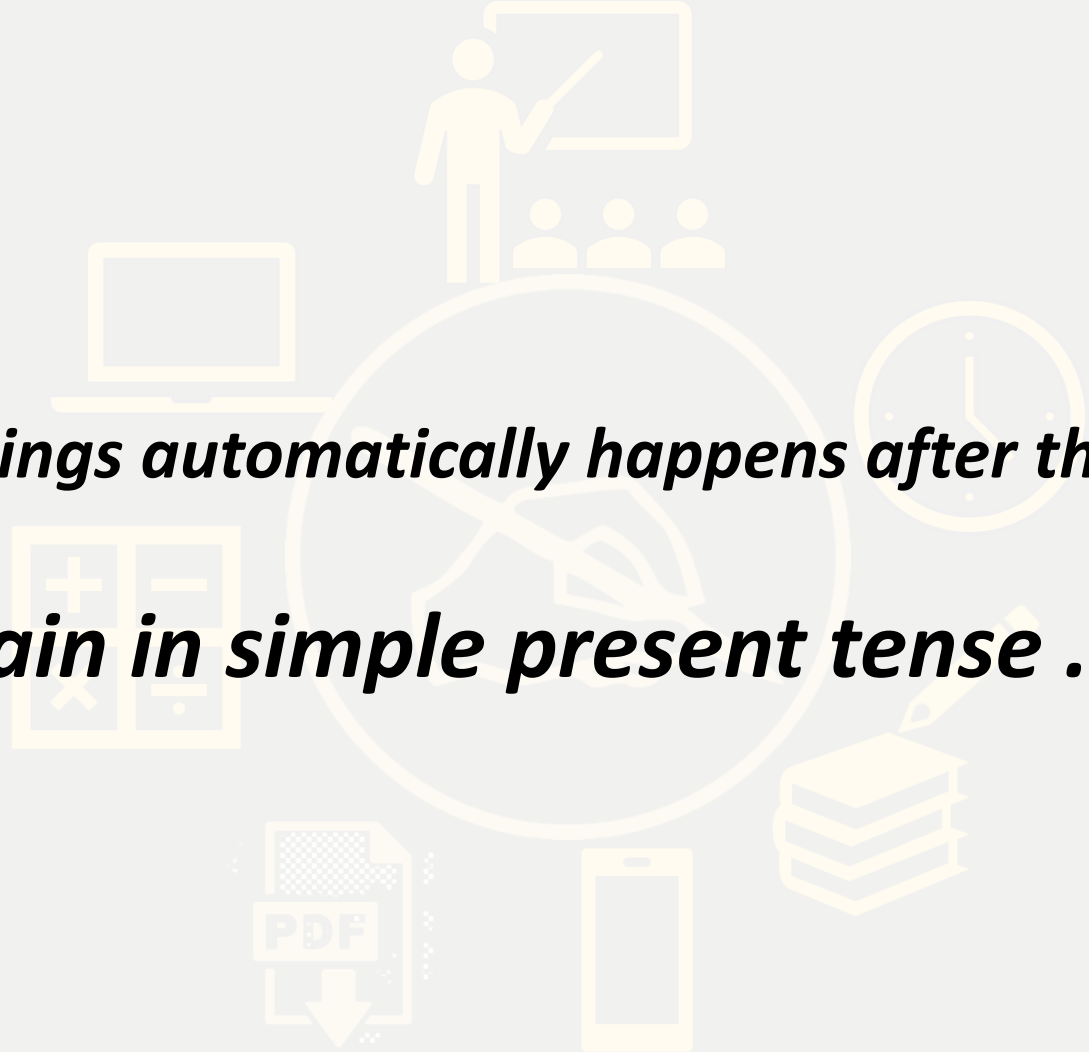 ings automatically happens after th
ain in simple present tense .
PDF